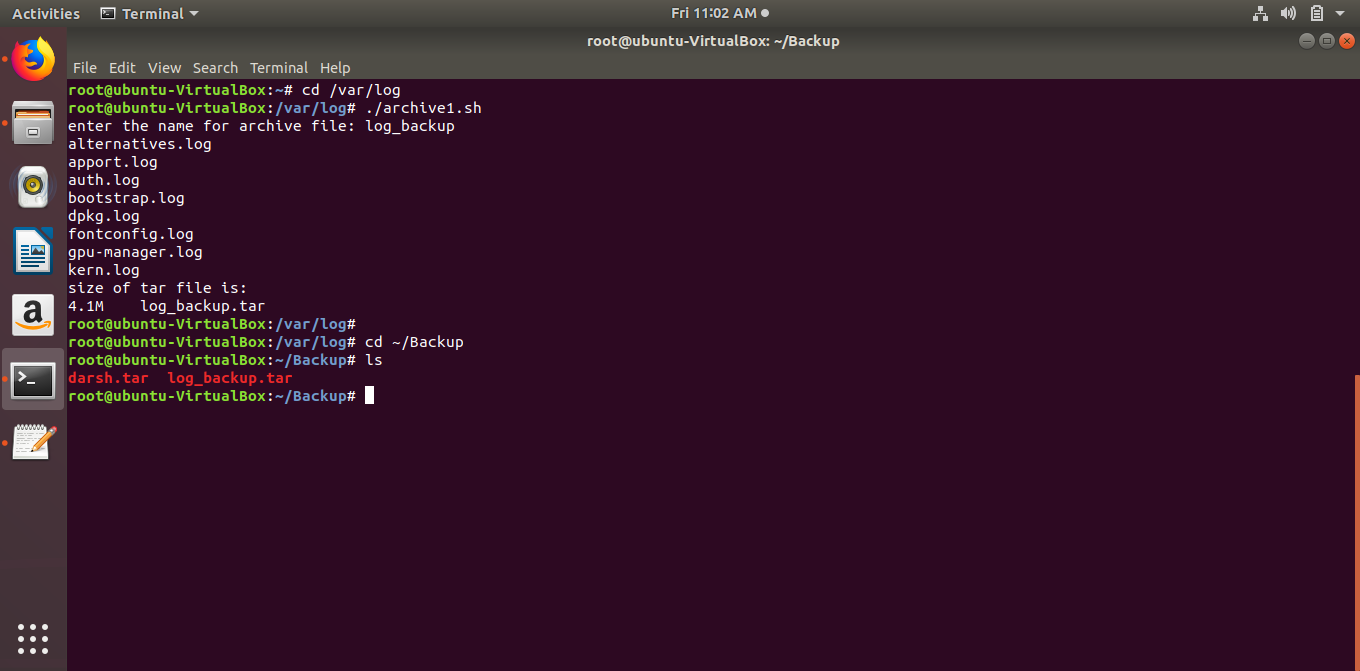 Activities Terminal Fri 11:02 AM
root@ubuntu-VirtualBox: ~/Backup
File Edit View Search Terminal Help
root@ubuntu-VirtualBox:~# cd /var/log
root@ubuntu-VirtualBox:/var/log# ./archive1.sh
enter the name for archive file: log_backup
alternatives.log
apport.log
auth.log
bootstrap.log
dpkg.log
fontconfig.log
gpu-manager.log
kern.log
size of tar file is:
4.1M    log_backup.tar
root@ubuntu-VirtualBox:/var/log#
root@ubuntu-VirtualBox:/var/log# cd ~/Backup
root@ubuntu-VirtualBox:~/Backup# ls
darsh.tar  log_backup.tar
root@ubuntu-VirtualBox:~/Backup#
a
>_